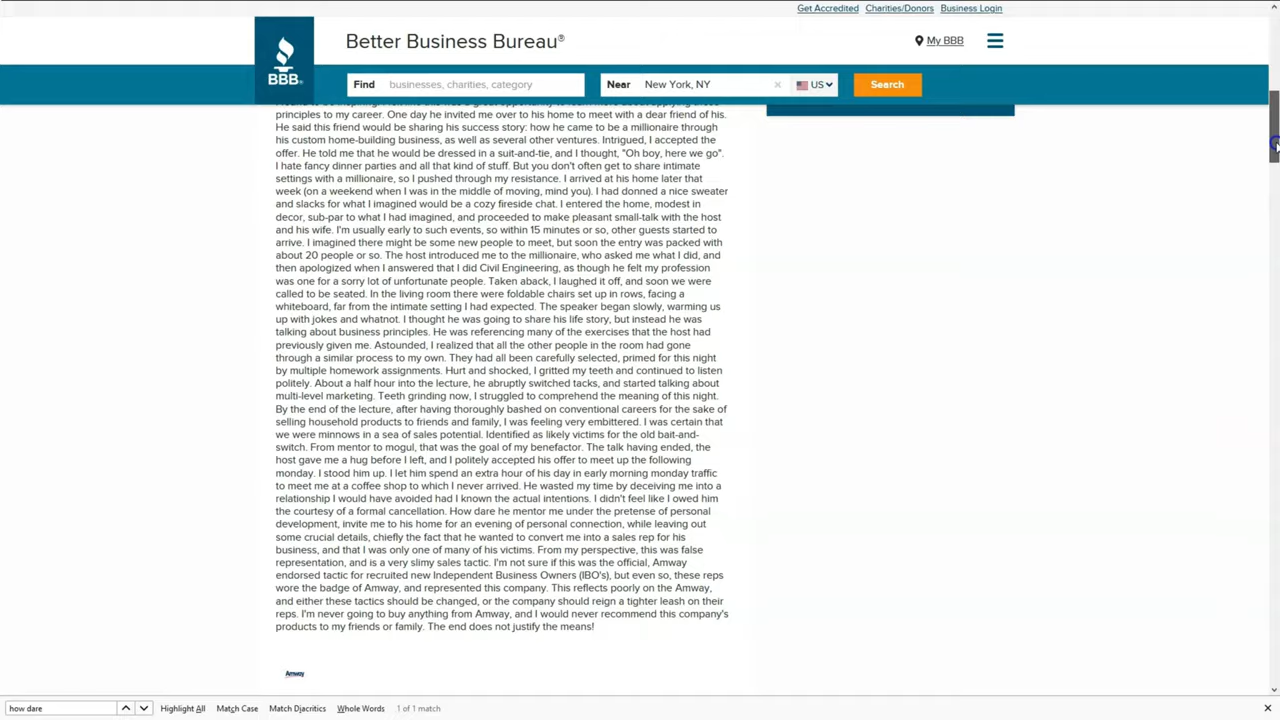 Get Accredited Charities/Donors Business Login
BBB
Better Business Bureau®
My BBB
Find businesses, charities, category Near New York, NY × US Search
principles to my career. One day he invited me over to his home to meet with a dear friend of his.
He said this friend would be sharing his success story: how he came to be a millionaire through
his custom home-building business, as well as several other ventures. Intrigued, I accepted the
offer. He told me that he would be dressed in a suit-and-tie, and I thought, "Oh boy, here we go".
I hate fancy dinner parties and all that kind of stuff. But you don't often get to share intimate
settings with a millionaire, so I pushed through my resistance. I arrived at his home later that
week (on a weekend when I was in the middle of moving, mind you). I had donned a nice sweater
and slacks for what I imagined would be a cozy fireside chat. I entered the home, modest in
decor, sub-par to what I had imagined, and proceeded to make pleasant small-talk with the host
and his wife. I'm usually early to such events, so within 15 minutes or so, other guests started to
arrive. I imagined there might be some new people to meet, but soon the entry was packed with
about 20 people or so. The host introduced me to the millionaire, who asked me what I did, and
then apologized when I answered that I did Civil Engineering, as though he felt my profession
was one for a sorry lot of unfortunate people. Taken aback, I laughed it off, and soon we were
called to be seated. In the living room there were foldable chairs set up in rows, facing a
whiteboard, far from the intimate setting I had expected. The speaker began slowly, warming us
up with jokes and whatnot. I thought he was going to share his life story, but instead he was
talking about business principles. He was referencing many of the exercises that the host had
previously given me. Astounded, I realized that all the other people in the room had gone
through a similar process to my own. They had all been carefully selected, primed for this night
by multiple homework assignments. Hurt and shocked, I gritted my teeth and continued to listen
politely. About a half hour into the lecture, he abruptly switched tacks, and started talking about
multi-level marketing. Teeth grinding now, I struggled to comprehend the meaning of this night.
By the end of the lecture, after having thoroughly bashed on conventional careers for the sake of
selling household products to friends and family, I was feeling very embittered. I was certain that
we were minnows in a sea of sales potential. Identified as likely victims for the old bait-and-
switch. From mentor to mogul, that was the goal of my benefactor. The talk having ended, the
host gave me a hug before I left, and I politely accepted his offer to meet up the following
monday. I stood him up. I let him spend an extra hour of his day in early morning monday traffic
to meet me at a coffee shop to which I never arrived. He wasted my time by deceiving me into a
relationship I would have avoided had I known the actual intentions. I didn't feel like I owed him
the courtesy of a formal cancellation. How dare he mentor me under the pretense of personal
development, invite me to his home for an evening of personal connection, while leaving out
some crucial details, chiefly the fact that he wanted to convert me into a sales rep for his
business, and that I was only one of many of his victims. From my perspective, this was false
representation, and is a very slimy sales tactic. I'm not sure if this was the official, Amway
endorsed tactic for recruited new Independent Business Owners (IBO's), but even so, these reps
wore the badge of Amway, and represented this company. This reflects poorly on the Amway,
and either these tactics should be changed, or the company should reign a tighter leash on their
reps. I'm never going to buy anything from Amway, and I would never recommend this company's
products to my friends or family. The end does not justify the means!
Amway
how dare Highlight All Match Case Match Diacritics Whole Words 1 of 1 match